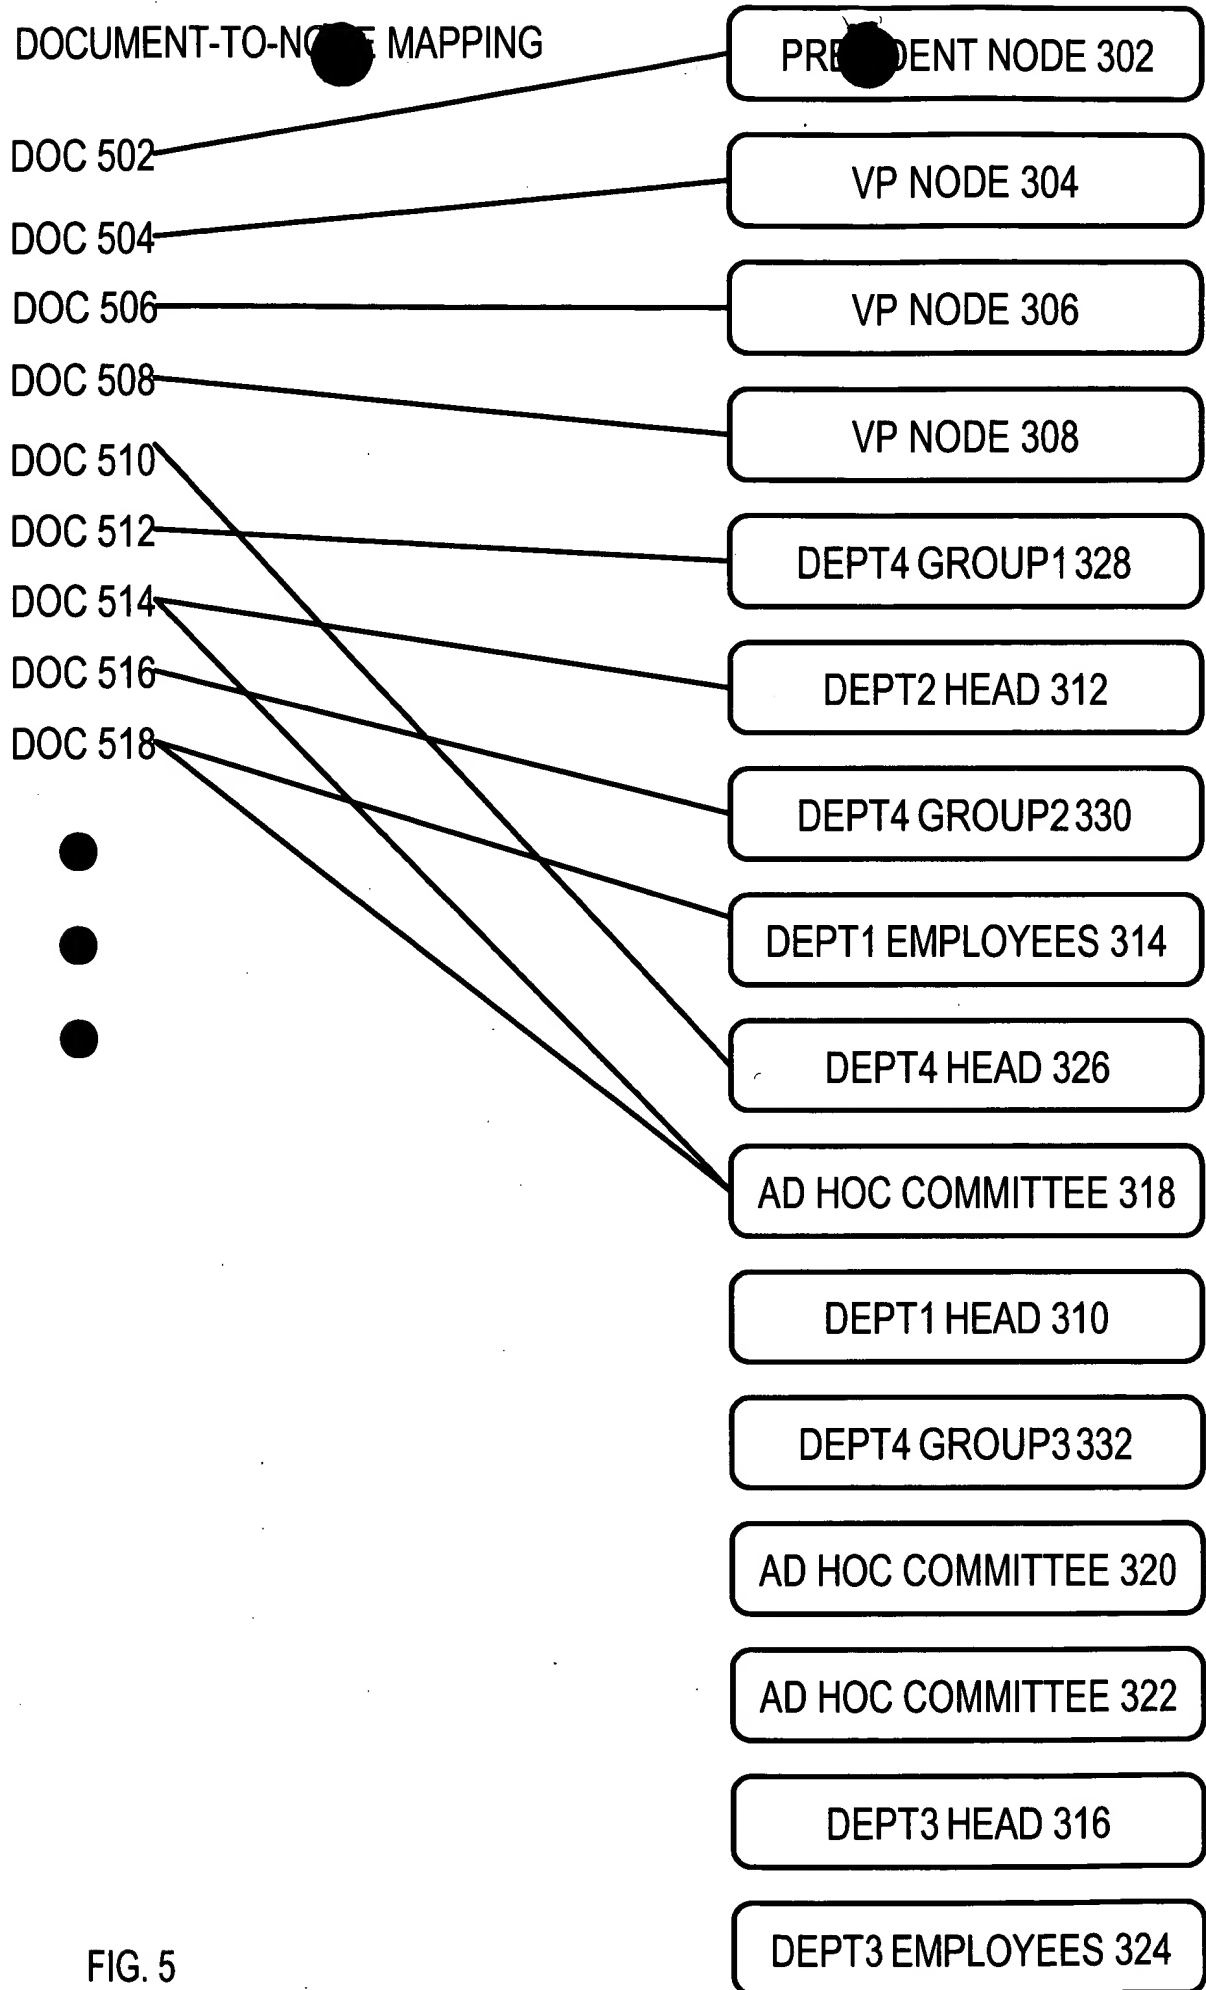 DOCUMENT-TO- MAPPING
DOC 502
DOC 504
DOC 506
DOC 508
DOC 510
DOC 512
DOC 514
DOC 516
DOC 518
NODE 302
VP NODE 304
VP NODE 306
VP NODE 308
DEPT4 GROUP1 328
DEPT2 HEAD 312
DEPT4 GROUP2 330
DEPT1 EMPLOYEES 314
DEPT4 HEAD 326
AD HOC COMMITTEE 318
DEPT1 HEAD 310
DEPT4 GROUP3 332
AD HOC COMMITTEE 320
AD HOC COMMITTEE 322
DEPT3 HEAD 316
DEPT3 EMPLOYEES 324
FIG. 5